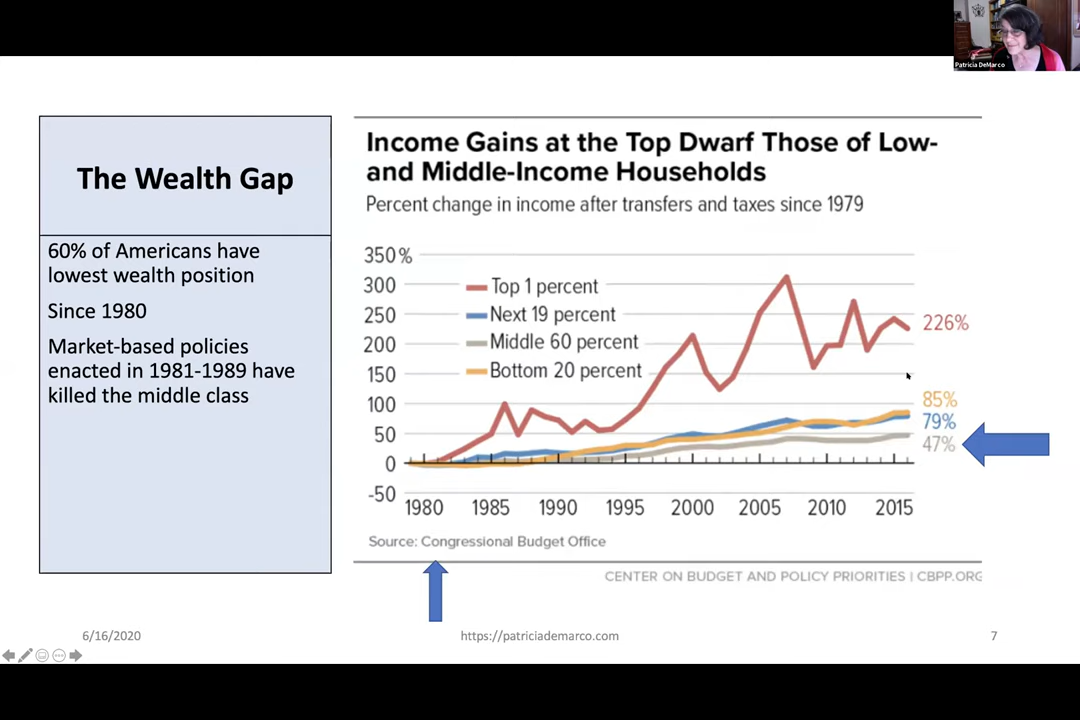 Patricia DeMarco
The Wealth Gap
60% of Americans have
lowest wealth position
Since 1980
Market-based policies
enacted in 1981-1989 have
killed the middle class
Income Gains at the Top Dwarf Those of Low-
and Middle-Income Households
Percent change in income after transfers and taxes since 1979
350%
300
250
200
150
100
50
0
-50
Top 1 percent
Next 19 percent
Middle 60 percent
Bottom 20 percent
226%
85%
79%
47%
1980 1985 1990 1995 2000 2005 2010 2015
Source: Congressional Budget Office
CENTER ON BUDGET AND POLICY PRIORITIES | CBPP.ORG
6/16/2020
https://patriciademarco.com
7